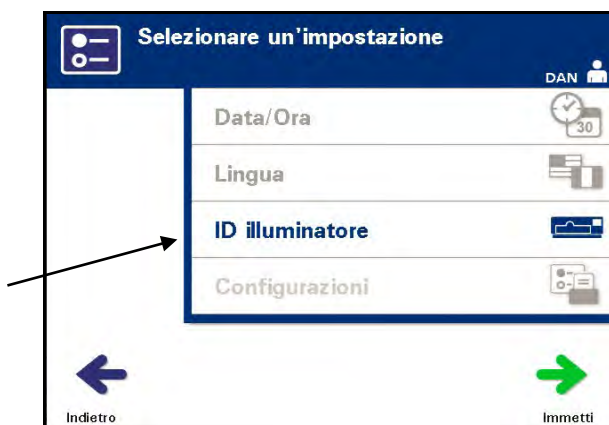 Selezionare un'impostazione
DAN
Data/Ora
30
Lingua
ID illuminatore
Configurazioni
Indietro
Immetti